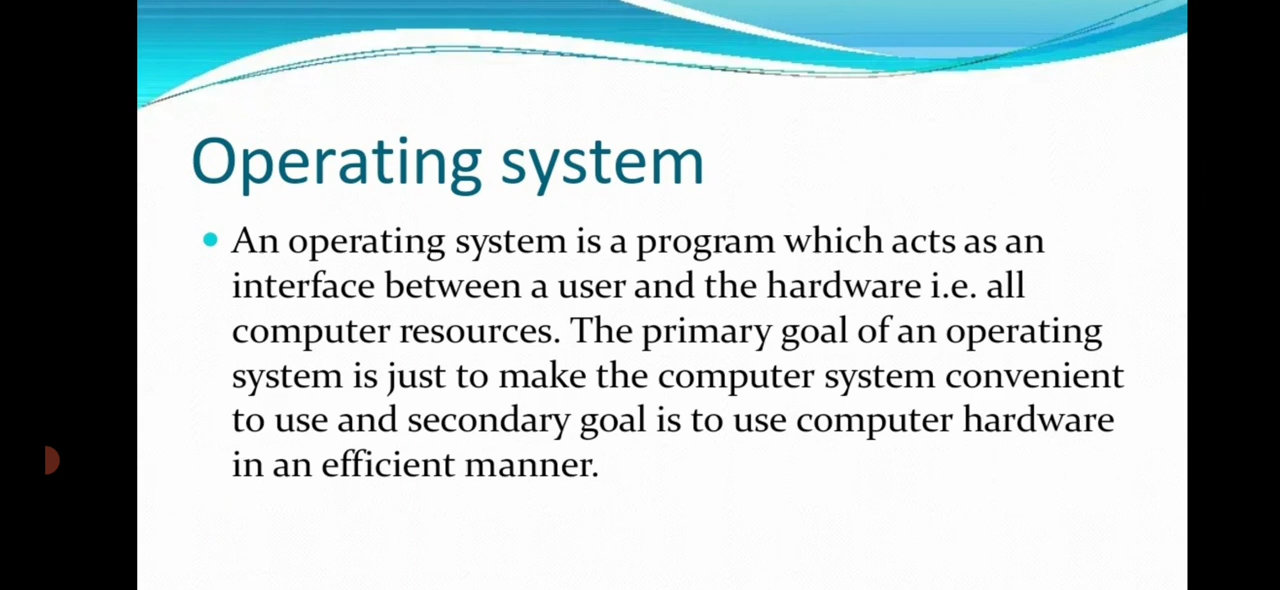 Operating system
An operating system is a program which acts as an
interface between a user and the hardware i.e. all
computer resources. The primary goal of an operating
system is just to make the computer system convenient
to use and secondary goal is to use computer hardware
in an efficient manner.